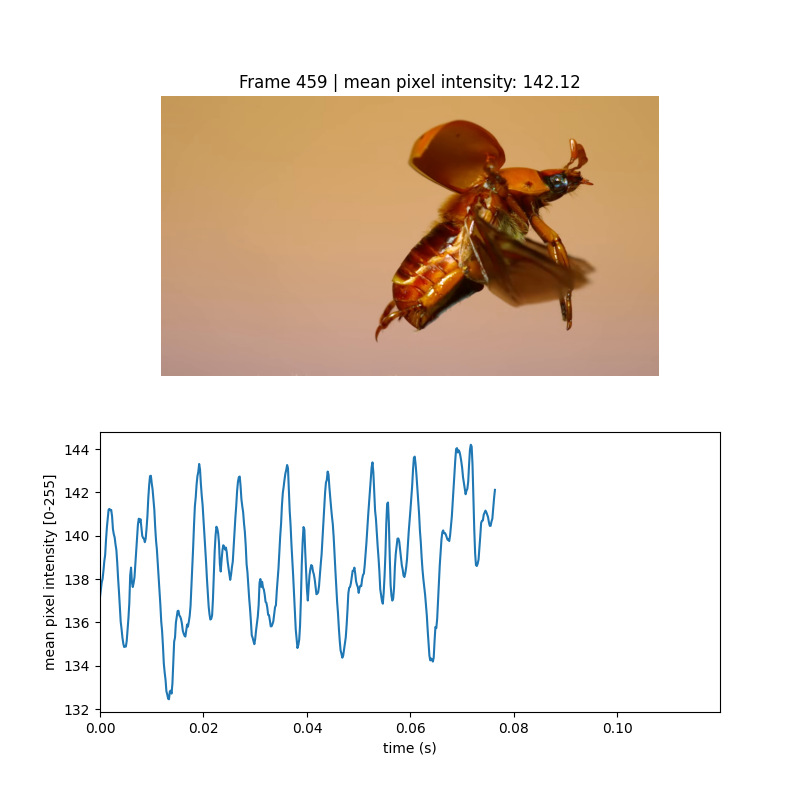 Frame 459 | mean pixel intensity: 142.12
144
142
140
138
136
134
132
mean pixel intensity [0-255]
0.00 0.02 0.04 0.06 0.08 0.10
time (s)